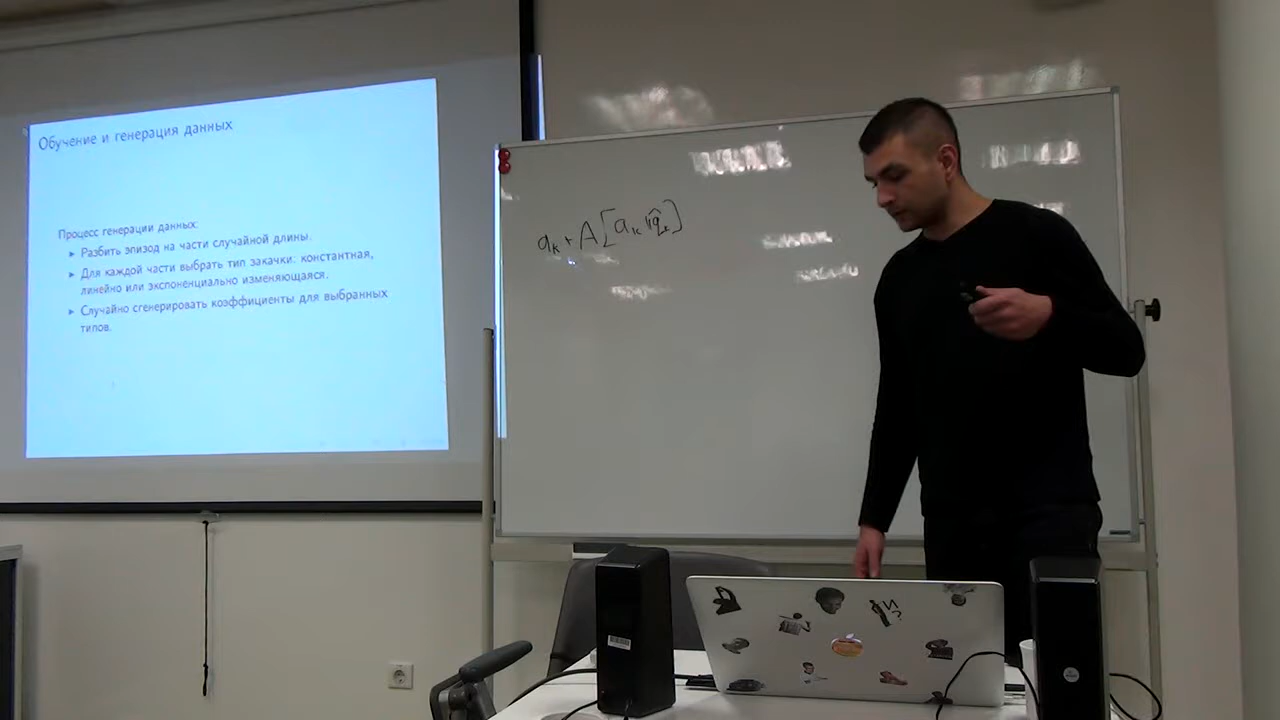 Обучение и генерация данных
Процесс генерации данных:
► Разбить эпизод на части случайной длины.
► Для каждой части выбрать тип закачки: константная,
линейно или экспоненциально изменяющаяся.
► Случайно сгенерировать коэффициенты для выбранных
типов.